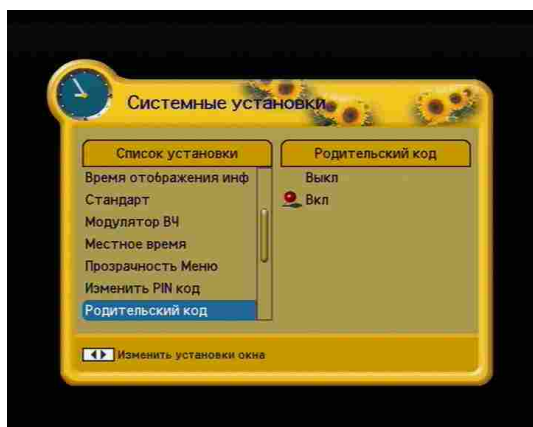 Системные установки
Список установки
Родительский код
Время отображения инф
Выкл
Стандарт
Вкл
Модулятор ВЧ
Местное время
Прозрачность Меню
Изменить PIN код
Родительский код
Изменить установки окна